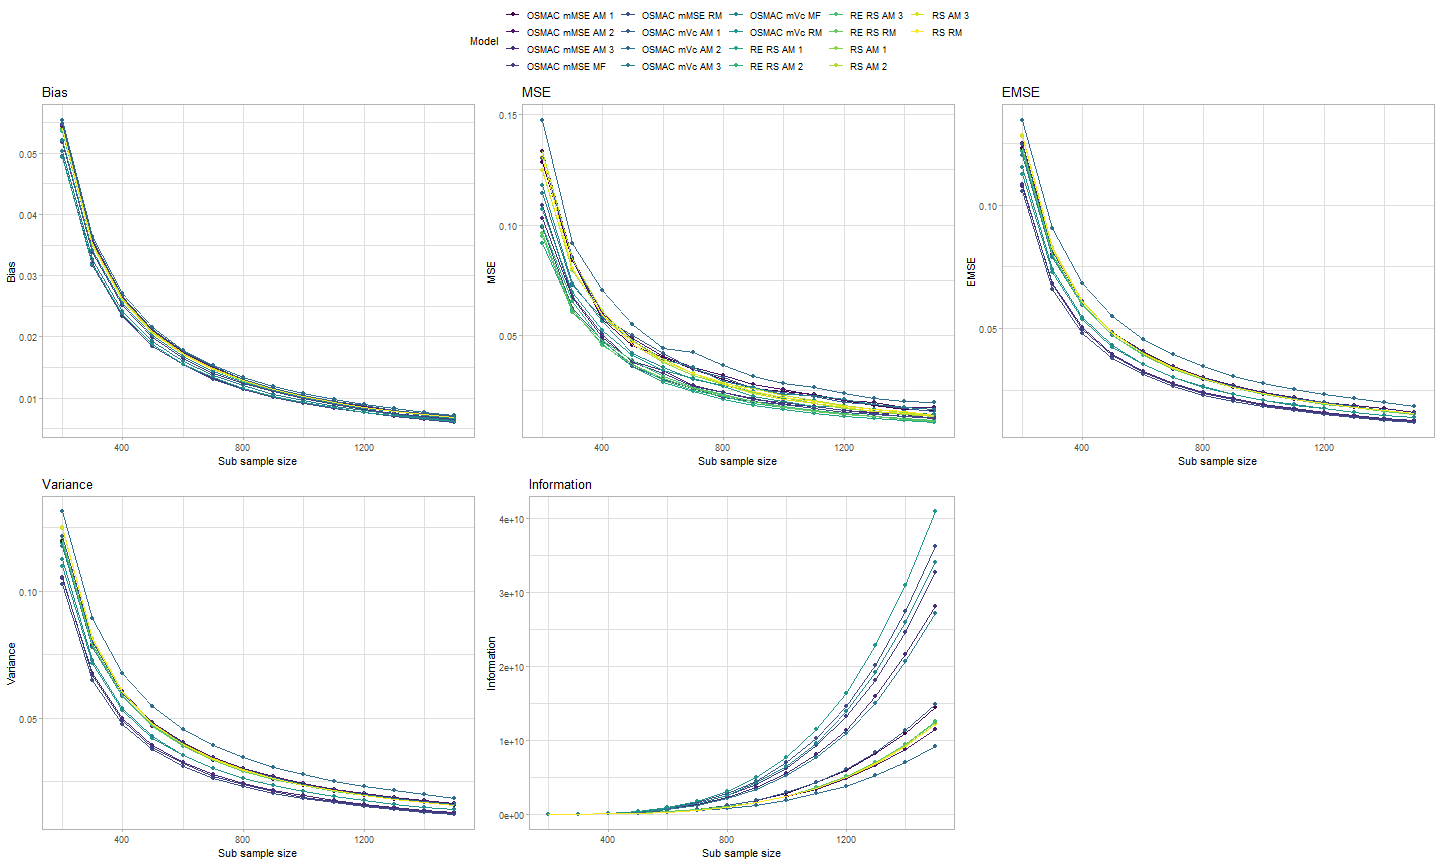 Model
OSMAC mMSE AM 1 OSMAC mMSE RM OSMAC mVc MF RE RS AM 3 RS AM 3
OSMAC mMSE AM 2 OSMAC mVc AM 1 OSMAC mVc RM RE RS RM RS RM
OSMAC mMSE AM 3 OSMAC mVc AM 2 RE RS AM 1 RS AM 1
OSMAC mMSE MF OSMAC mVc AM 3 RE RS AM 2 RS AM 2
Bias
Bias
0.05
0.04
0.03
0.02
0.01
400 800 1200
Sub sample size
MSE
MSE
0.15
0.10
0.05
400 800 1200
Sub sample size
EMSE
EMSE
0.10
0.05
400 800 1200
Sub sample size
Variance
Variance
0.10
0.05
400 800 1200
Sub sample size
Information
Information
4e+10
3e+10
2e+10
1e+10
0e+00
400 800 1200
Sub sample size